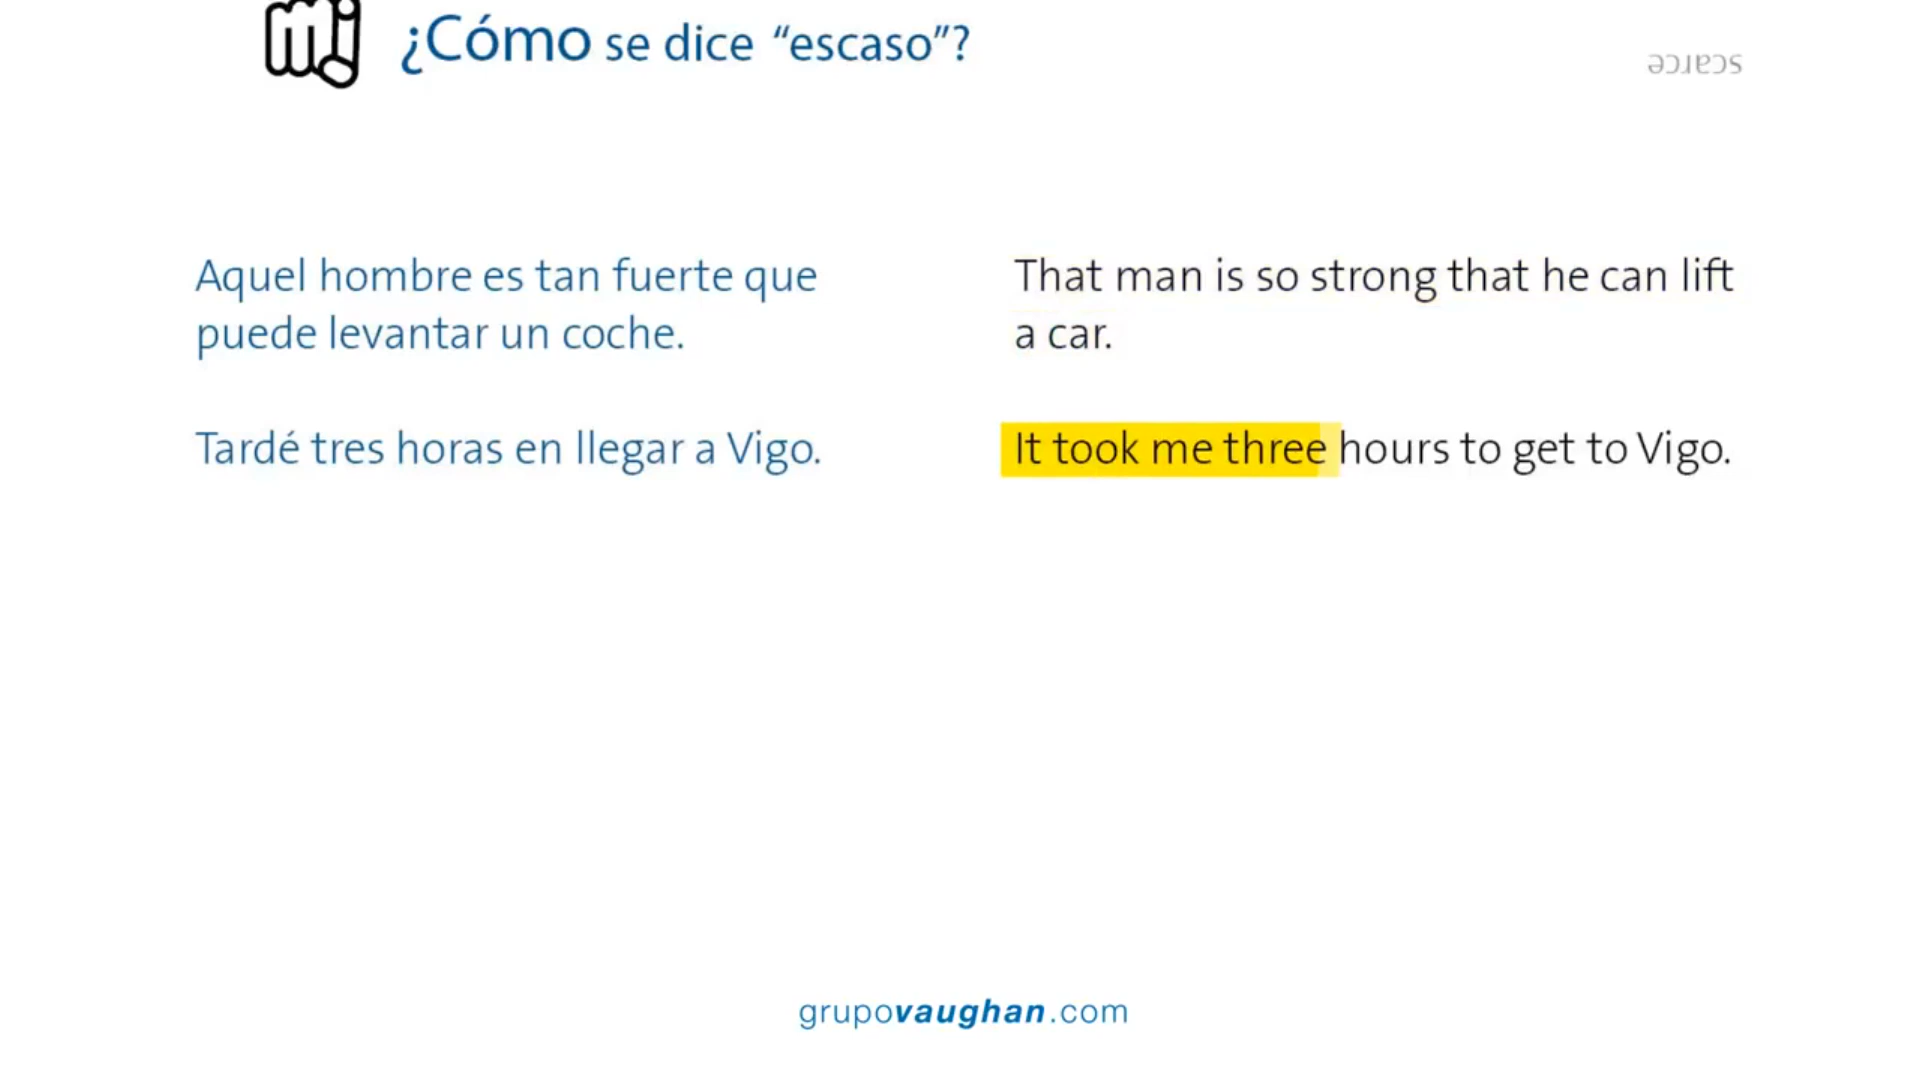 ¿Cómo se dice “escaso”?
scarce
Aquel hombre es tan fuerte que
puede levantar un coche.
That man is so strong that he can lift
a car.
Tardé tres horas en llegar a Vigo.
It took me three hours to get to Vigo.
grupovaughan.com